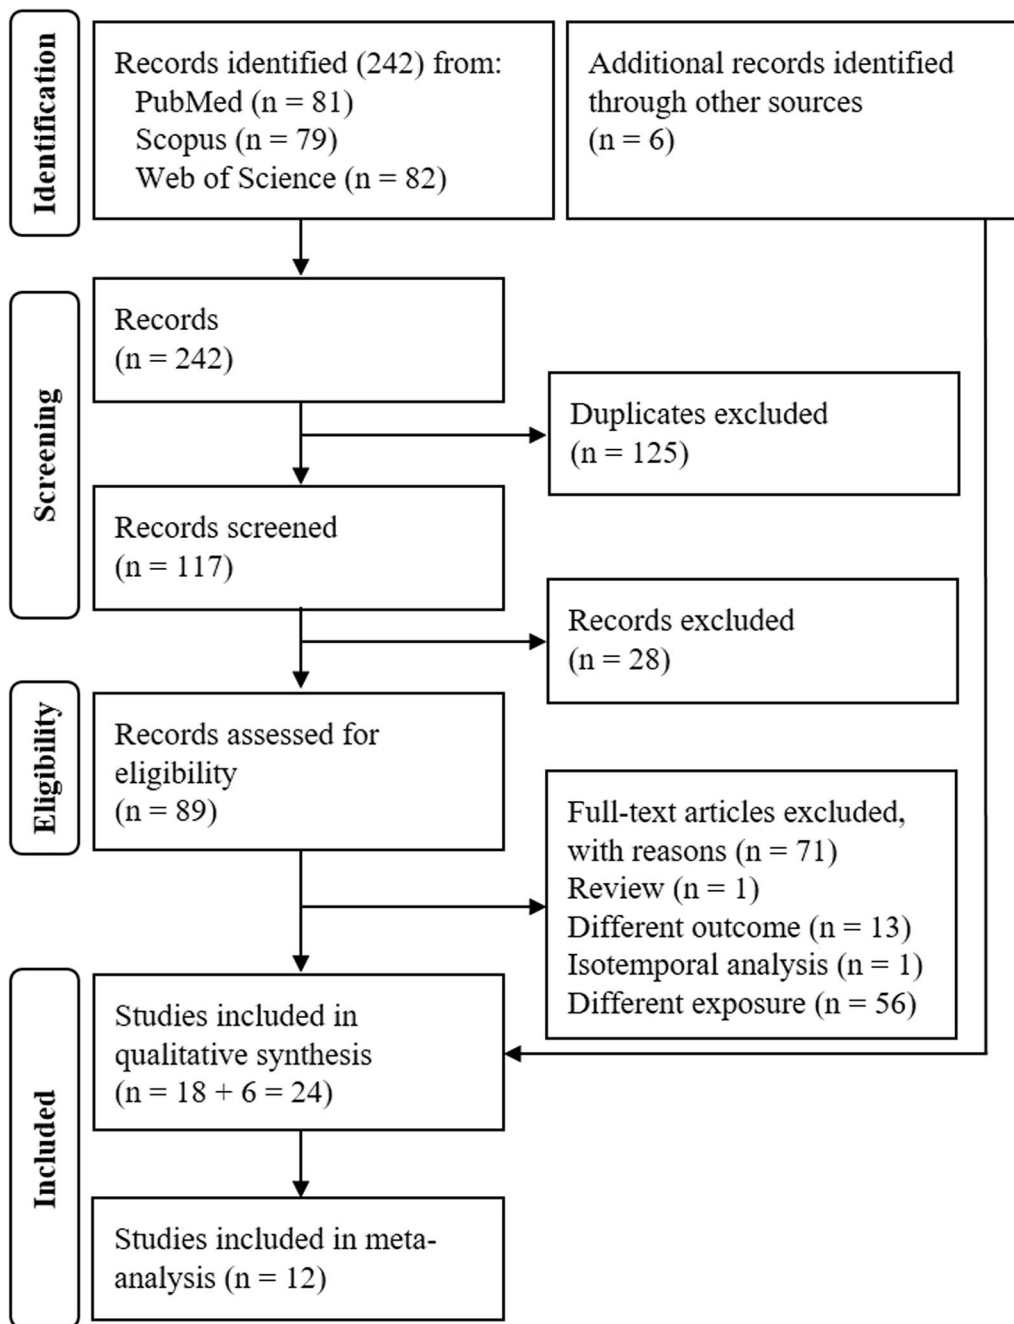 Identification
Records identified (242) from:
PubMed (n = 81)
Scopus (n = 79)
Web of Science (n = 82)
Additional records identified
through other sources
(n = 6)
Screening
Records
(n = 242)
Duplicates excluded
(n = 125)
Records screened
(n = 117)
Records excluded
(n = 28)
Eligibility
Records assessed for
eligibility
(n = 89)
Full-text articles excluded,
with reasons (n = 71)
Review (n = 1)
Different outcome (n = 13)
Isotemporal analysis (n = 1)
Different exposure (n = 56)
Included
Studies included in
qualitative synthesis
(n = 18 + 6 = 24)
Studies included in meta-
analysis (n = 12)